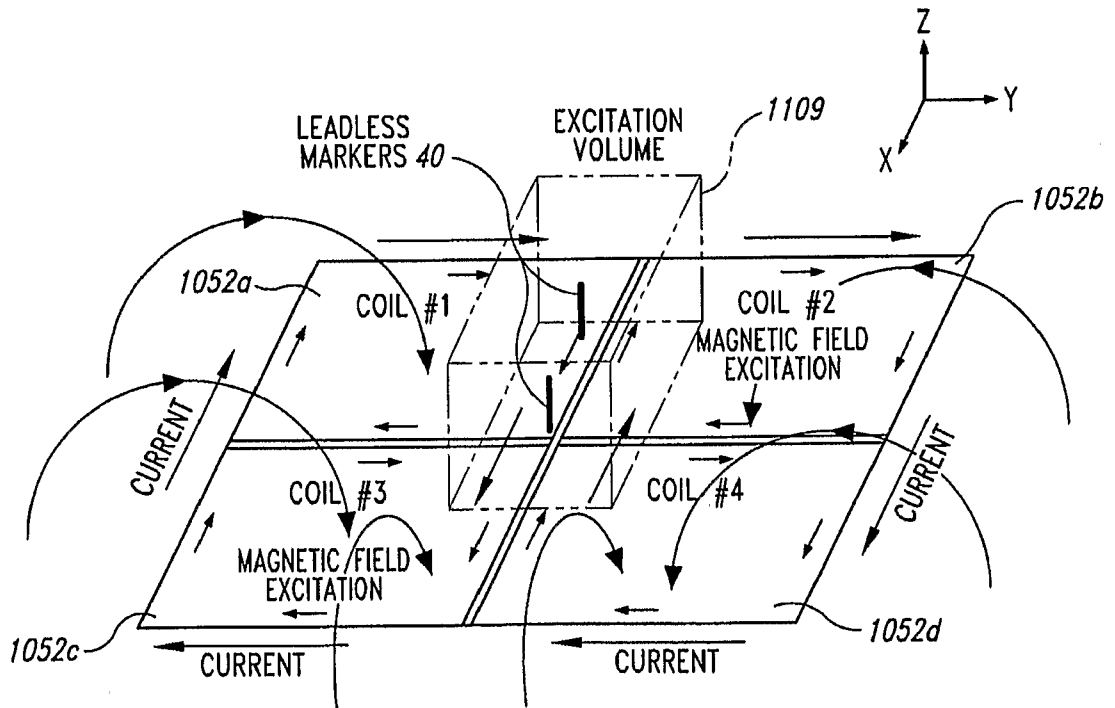 Z
Y
X
LEADLESS
MARKERS 40
EXCITATION
VOLUME
1109
1052b
1052a
COIL #1
COIL #2
MAGNETIC FIELD
EXCITATION
CURRENT
CURRENT
COIL #3
COIL #4
MAGNETIC FIELD
EXCITATION
1052c
CURRENT
CURRENT
1052d